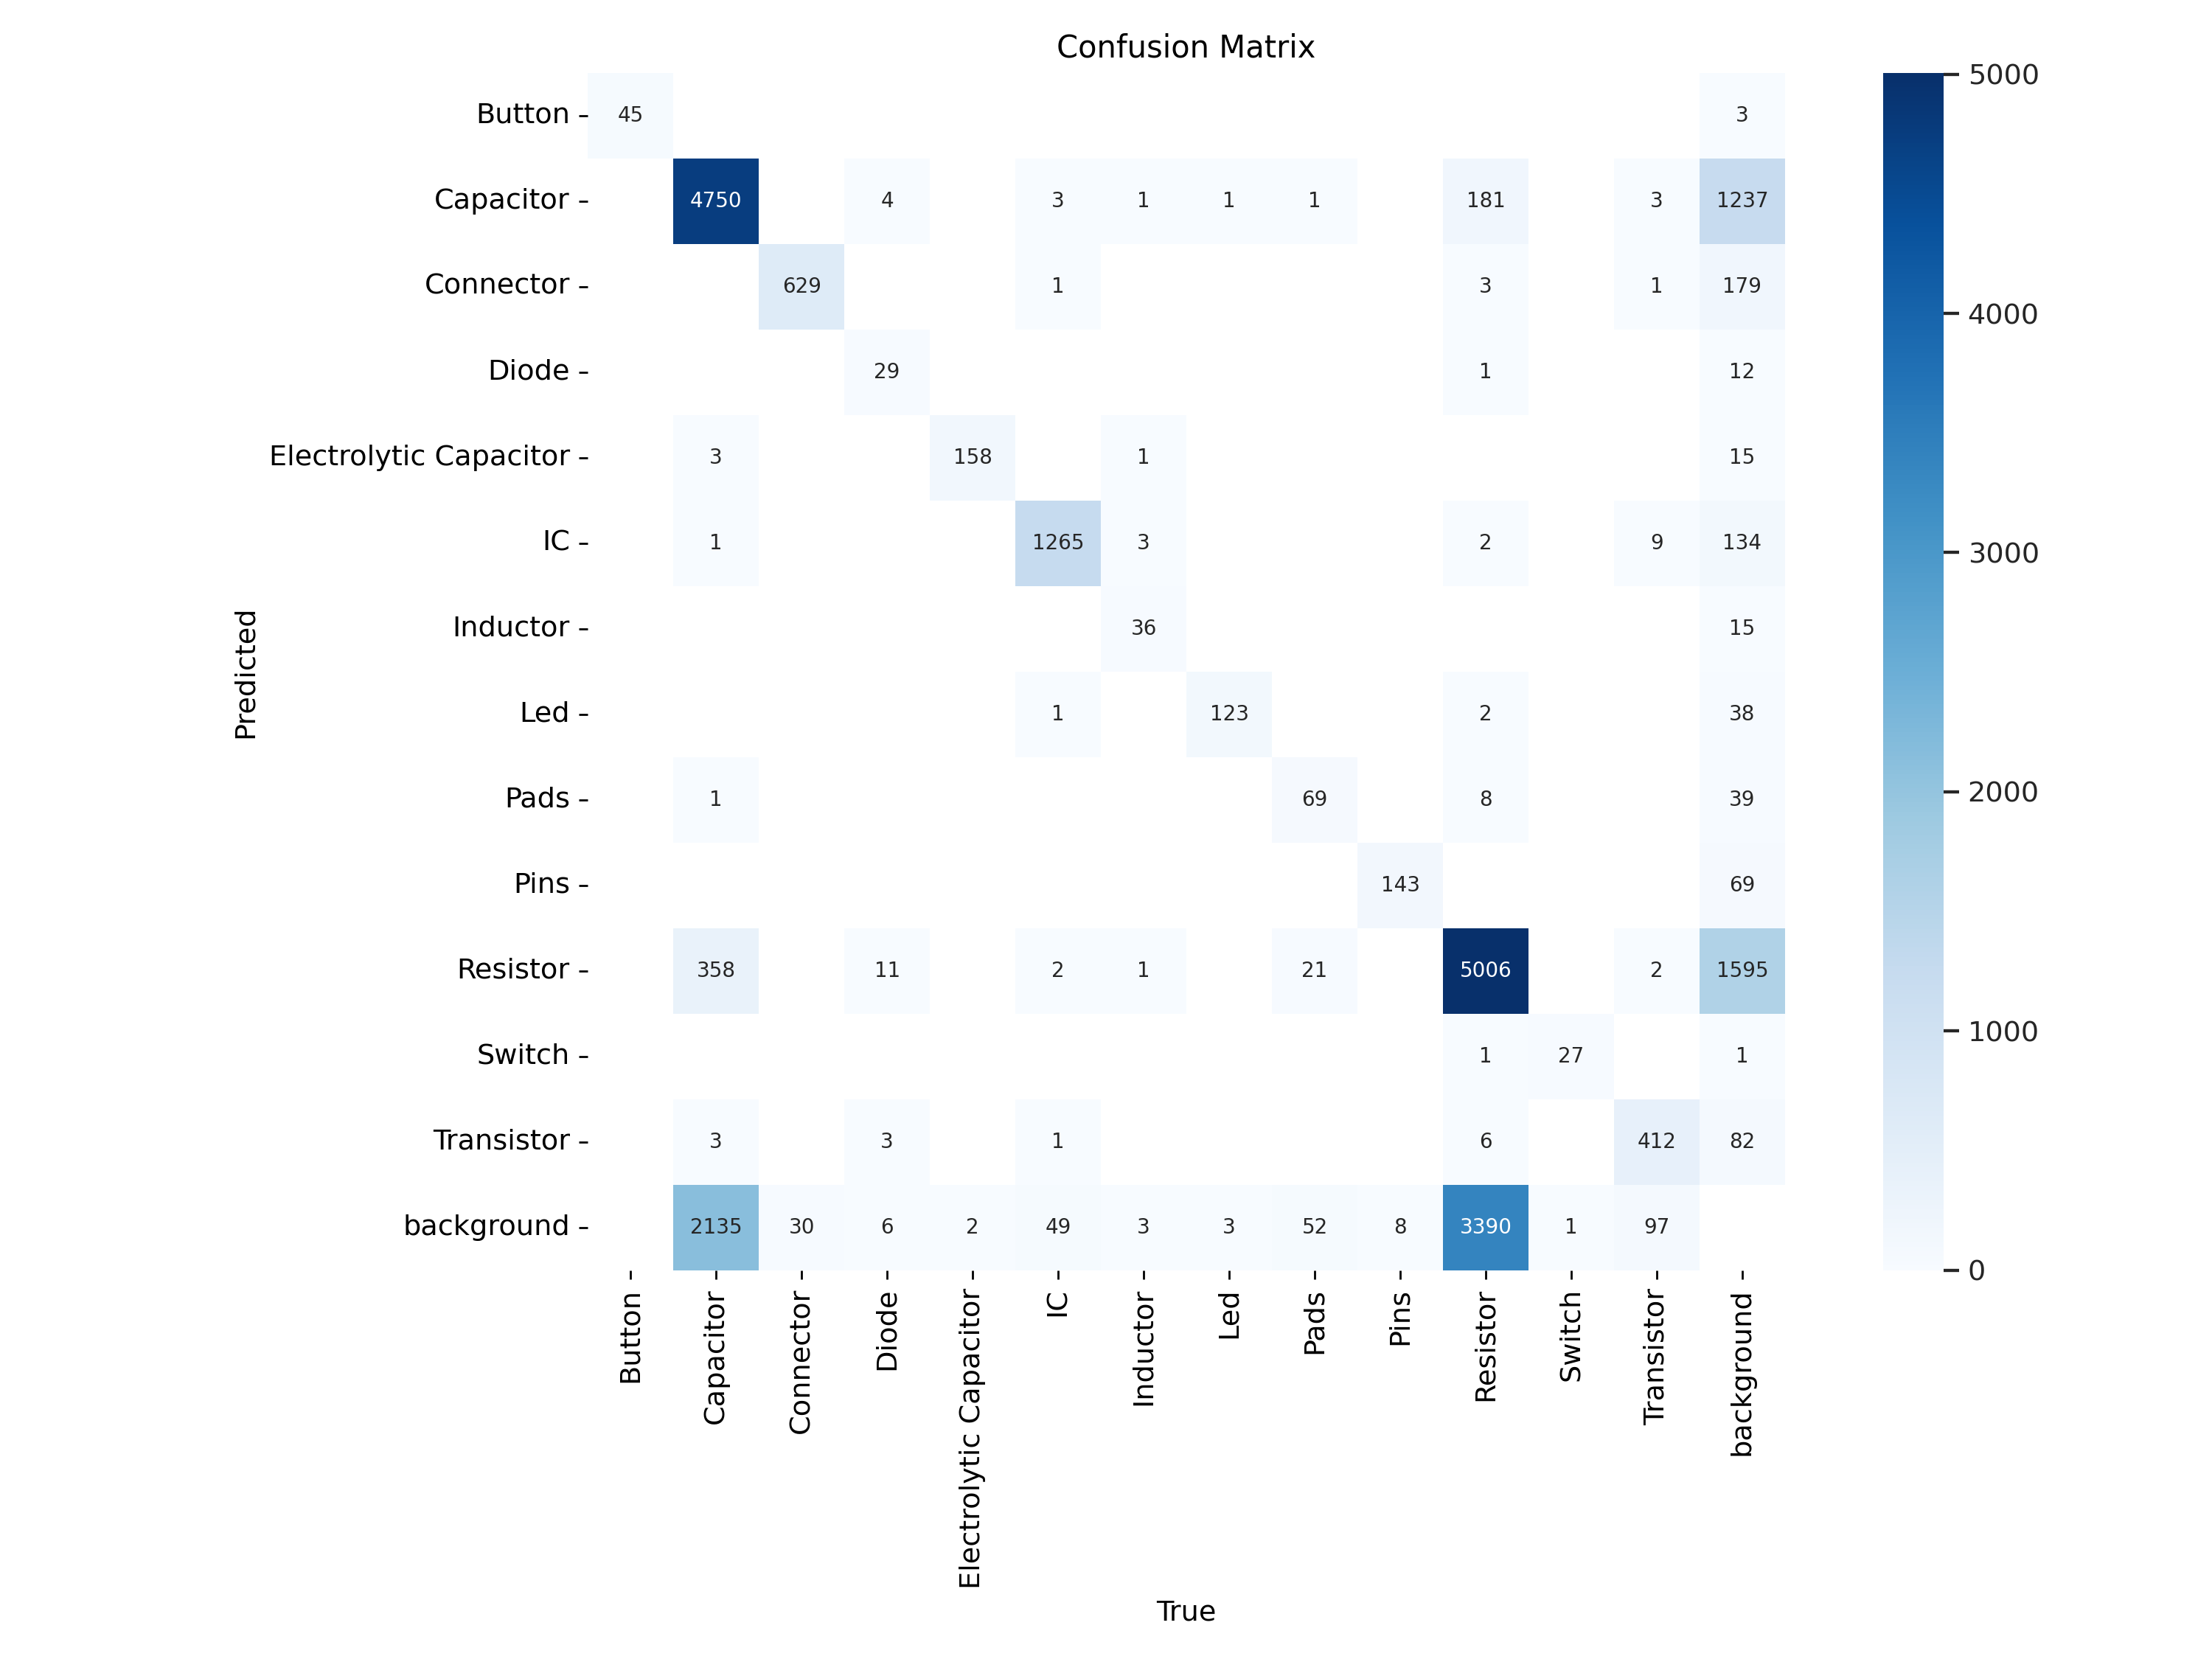 Confusion Matrix
Button 45 3
Capacitor 4750 4 3 1 1 1 181 3 1237
Connector 629 1 3 1 179
Diode 29 1 12
Electrolytic Capacitor 3 158 1 15
IC 1 1265 3 2 9 134
Inductor 36 15
Led 1 123 2 38
Pads 1 69 8 39
Pins 143 69
Resistor 358 11 2 1 21 5006 2 1595
Switch 1 27 1
Transistor 3 3 1 6 412 82
background 2135 30 6 2 49 3 3 52 8 3390 1 97
Predicted
Button
Capacitor
Connector
Diode
Electrolytic Capacitor
IC
Inductor
Led
Pads
Pins
Resistor
Switch
Transistor
background
True
5000
4000
3000
2000
1000
0